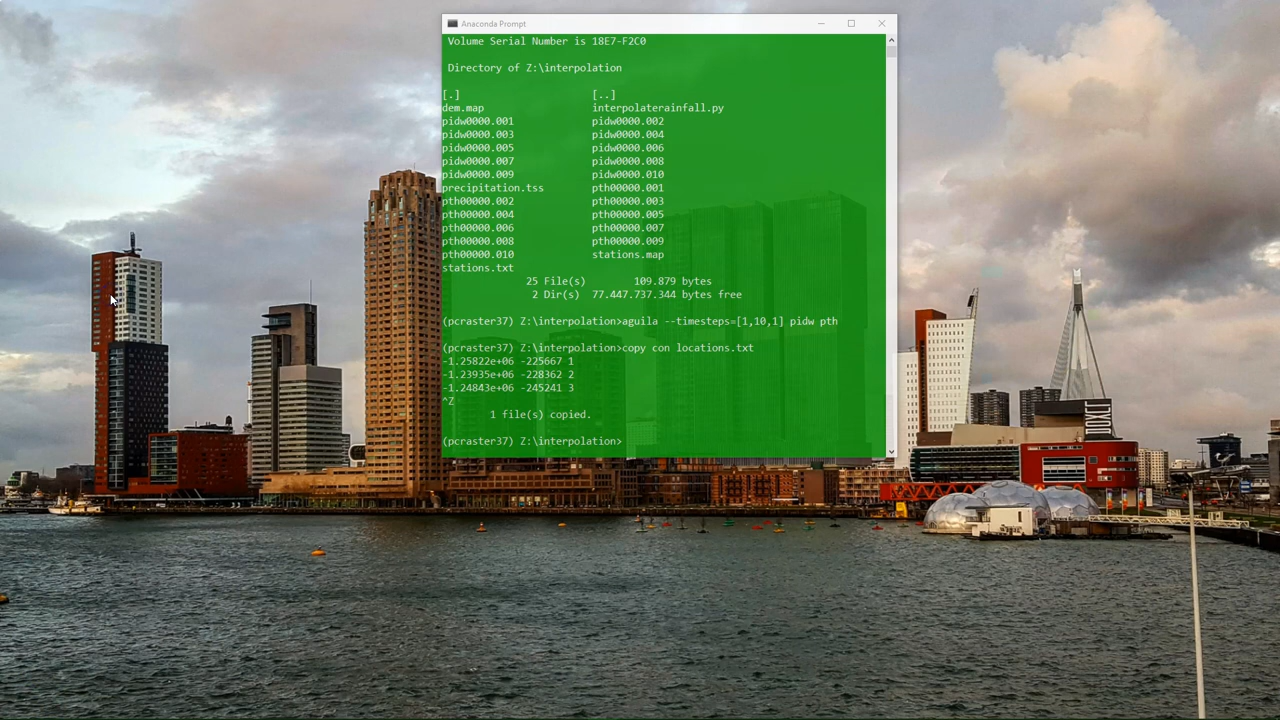 Anaconda Prompt
Volume Serial Number is 18E7-F2C0
Directory of Z:\interpolation
[.] [..]
dem.map interpolaterainfall.py
pidw0000.001 pidw0000.002
pidw0000.003 pidw0000.004
pidw0000.005 pidw0000.006
pidw0000.007 pidw0000.008
pidw0000.009 pidw0000.010
precipitation.tss pth00000.001
pth00000.002 pth00000.003
pth00000.004 pth00000.005
pth00000.006 pth00000.007
pth00000.008 pth00000.009
pth00000.010 stations.map
stations.txt
25 File(s) 109.879 bytes
2 Dir(s) 77.447.737.344 bytes free
(pcraster37) Z:\interpolation>aguila --timesteps=[1,10,1] pidw pth
(pcraster37) Z:\interpolation>copy con locations.txt
-1.25822e+06 -225667 1
-1.23935e+06 -228362 2
-1.24843e+06 -245241 3
^Z
1 file(s) copied.
(pcraster37) Z:\interpolation>